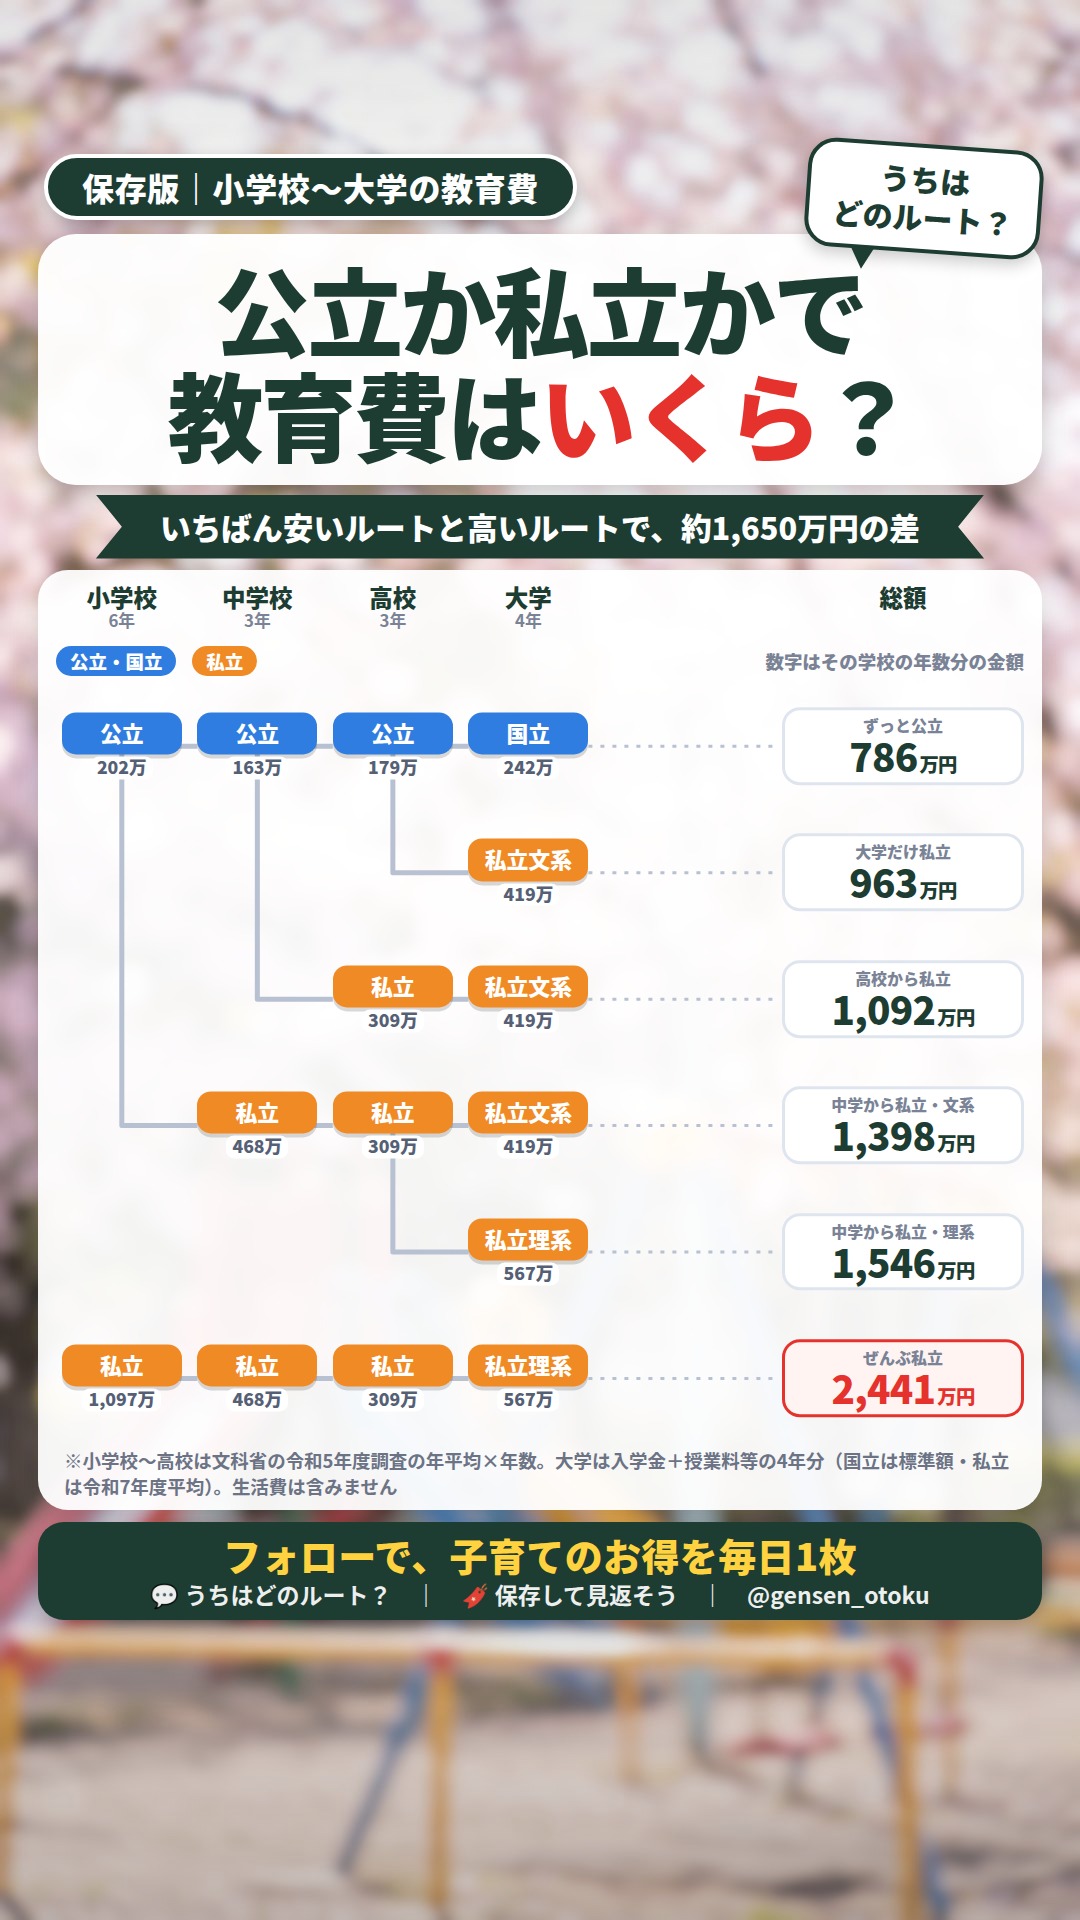 保存版｜小学校〜大学の教育費
うちは
どのルート？
公立か私立かで
教育費はいくら？
いちばん安いルートと高いルートで、約1,650万円の差
小学校 中学校 高校 大学 総額
6年 3年 3年 4年
公立・国立 私立 数字はその学校の年数分の金額
公立 公立 公立 国立
202万 163万 179万 242万
ずっと公立
786万円
私立文系
419万
大学だけ私立
963万円
私立 私立文系
309万 419万
高校から私立
1,092万円
私立 私立 私立文系
468万 309万 419万
中学から私立・文系
1,398万円
私立理系
567万
中学から私立・理系
1,546万円
私立 私立 私立 私立理系
1,097万 468万 309万 567万
ぜんぶ私立
2,441万円
※小学校〜高校は文科省の令和5年度調査の年平均×年数。大学は入学金＋授業料等の4年分（国立は標準額・私立
は令和7年度平均）。生活費は含みません
フォローで、子育てのお得を毎日1枚
💬 うちはどのルート？ ｜ 🔖 保存して見返そう ｜ @gensen_otoku